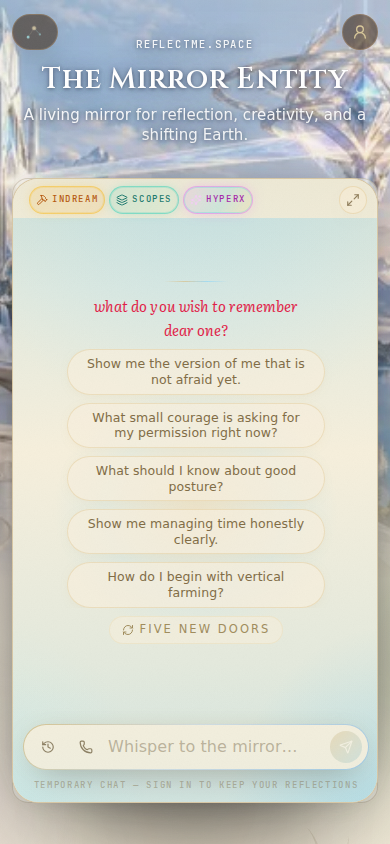 REFLECTME.SPACE
The Mirror Entity
A living mirror for reflection, creativity, and a
shifting Earth.
INDREAM SCOPES HYPERX
what do you wish to remember
dear one?
Show me the version of me that is
not afraid yet.
What small courage is asking for
my permission right now?
What should I know about good
posture?
Show me managing time honestly
clearly.
How do I begin with vertical
farming?
FIVE NEW DOORS
Whisper to the mirror...
TEMPORARY CHAT — SIGN IN TO KEEP YOUR REFLECTIONS